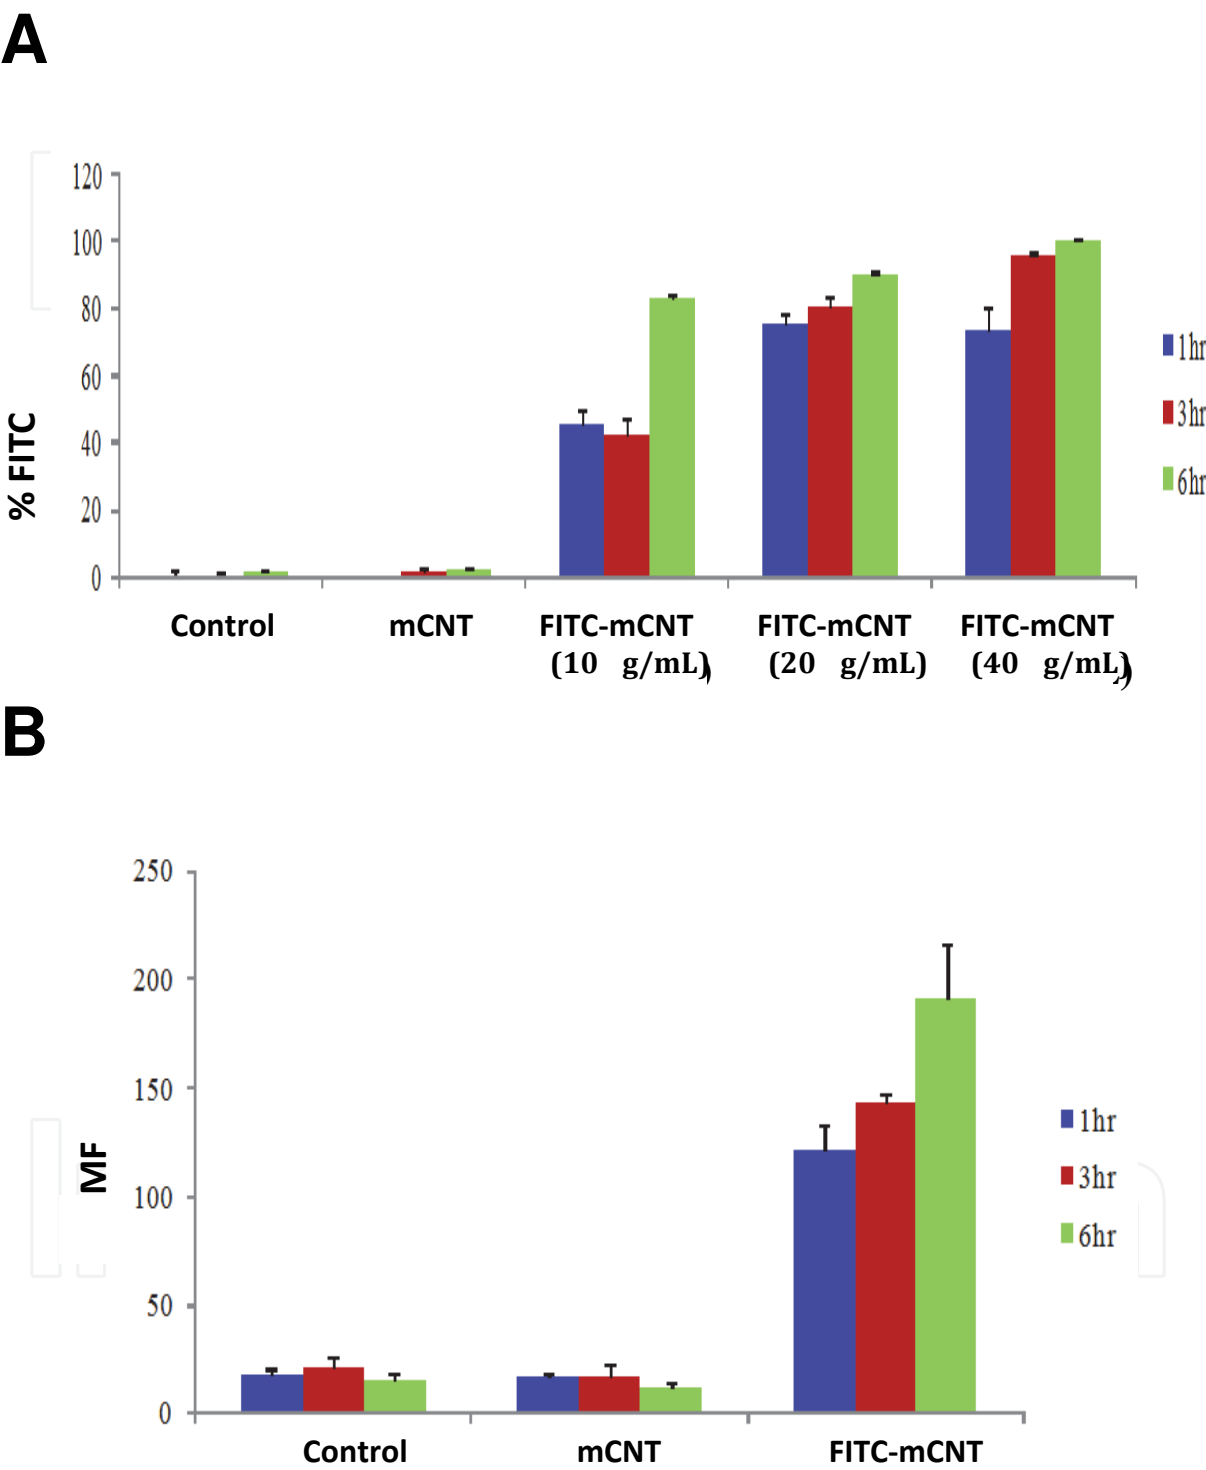 A
120
100
80
60
40
20
0
% FITC
1hr
3hr
6hr
Control mCNT FITC-mCNT FITC-mCNT FITC-mCNT
(10 g/mL) (20 g/mL) (40 g/mL)
B
250
200
150
100
50
0
MF
1hr
3hr
6hr
Control mCNT FITC-mCNT